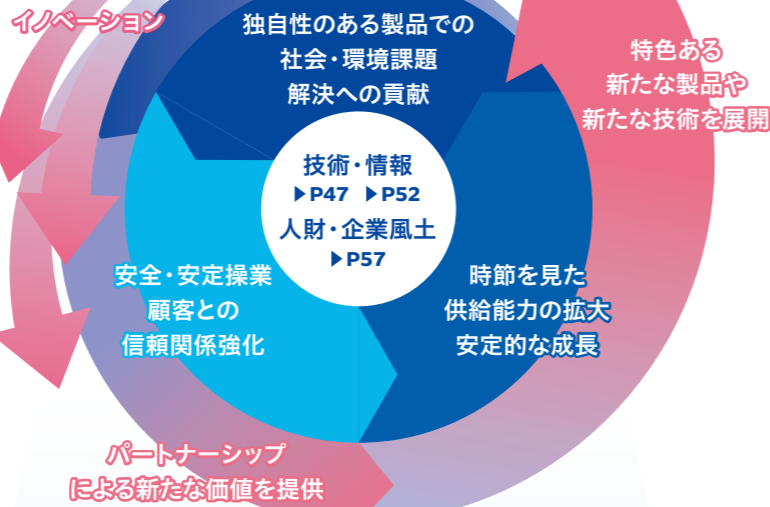 イノベーション
独自性のある製品での
社会・環境課題
解決への貢献
特色ある
新たな製品や
新たな技術を展開
技術・情報
▶P47 ▶P52
人財・企業風土
▶P57
安全・安定操業
顧客との
信頼関係強化
時節を見た
供給能力の拡大
安定的な成長
パートナーシップ
による新たな価値を提供